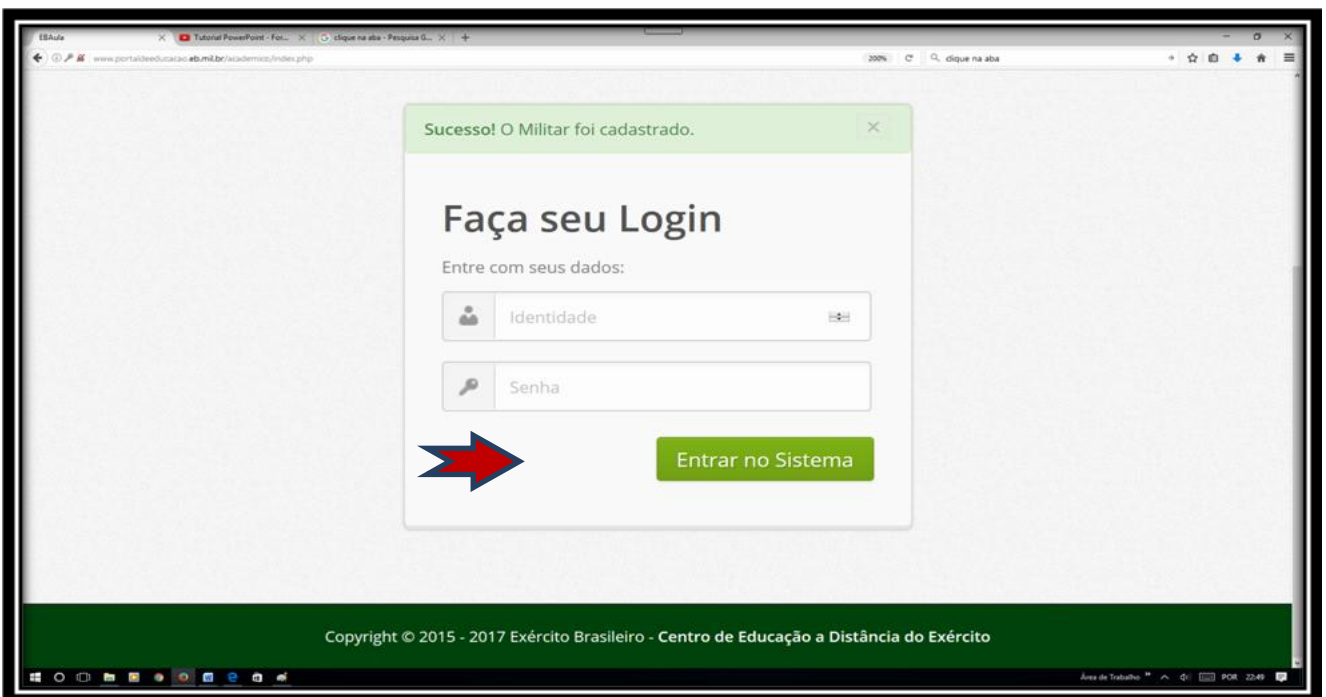 EBAula
Tutorial PowerPoint - For...
clique na aba - Pesquisa G...
www.portaldeeducacao.eb.mil.br/academico/index.php
200%
clique na aba
Sucesso! O Militar foi cadastrado.
Faça seu Login
Entre com seus dados:
Identidade
Senha
Entrar no Sistema
Copyright © 2015 - 2017 Exército Brasileiro - Centro de Educação a Distância do Exército
Área de Trabalho
POR
22:49